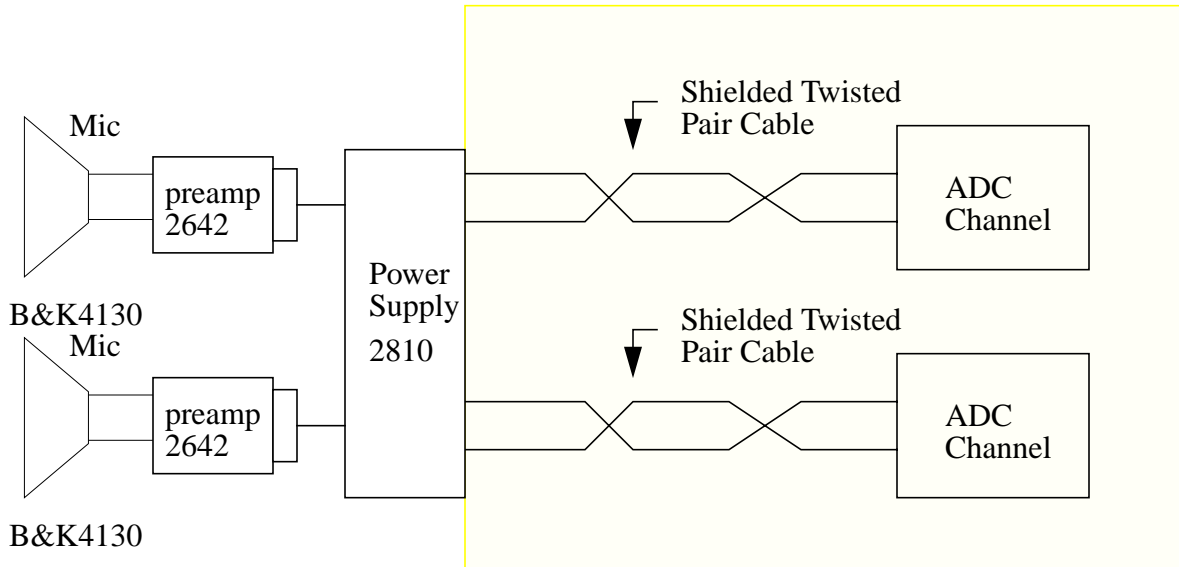 Shielded Twisted
Pair Cable
Mic
preamp
2642
ADC
Channel
B&K4130
Power
Supply
2810
Shielded Twisted
Pair Cable
Mic
preamp
2642
ADC
Channel
B&K4130